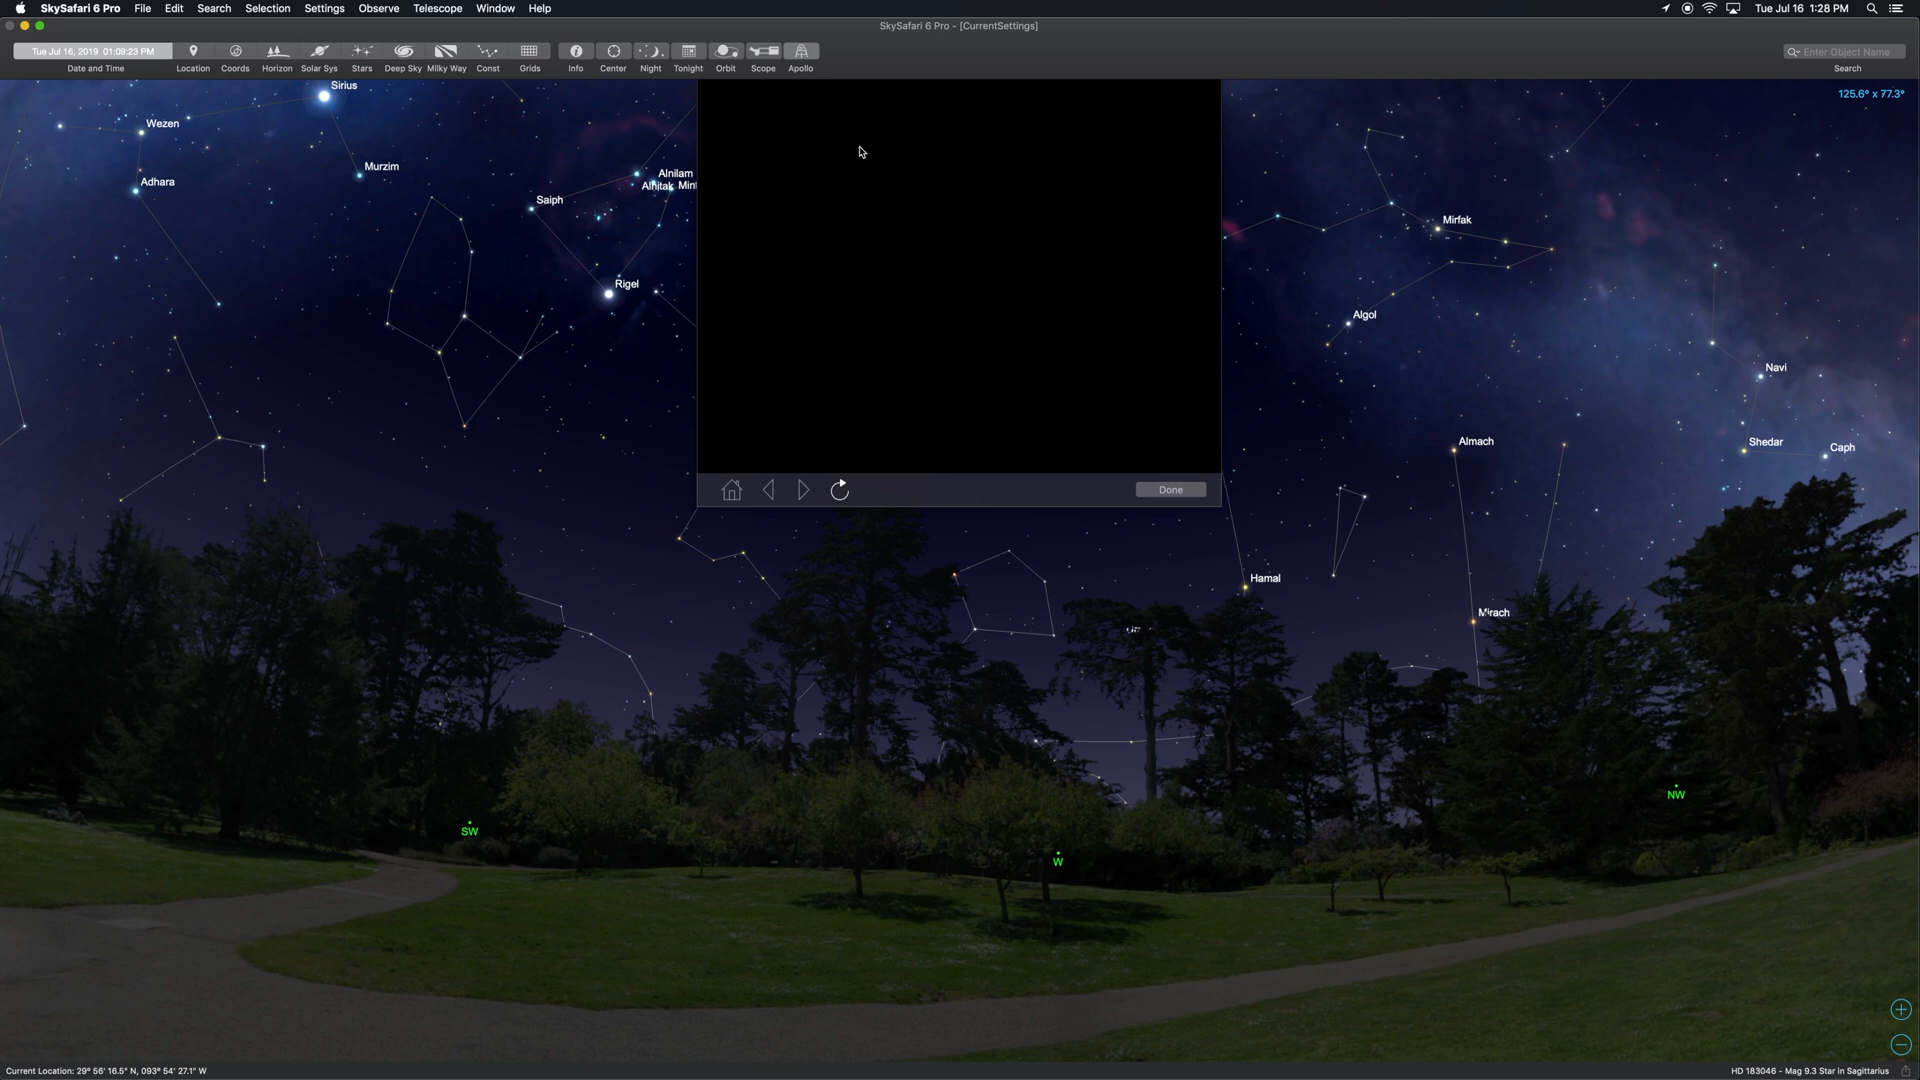 SkySafari 6 Pro File Edit Search Selection Settings Observe Telescope Window Help Tue Jul 16 1:28 PM
SkySafari 6 Pro - [CurrentSettings]
Tue Jul 16, 2019 01:09:23 PM Enter Object Name
Date and Time Location Coords Horizon Solar Sys Stars Deep Sky Milky Way Const Grids Info Center Night Tonight Orbit Scope Apollo Search
125.6° x 77.3°
Sirius
Wezen
Murzim
Alnilam
Adhara
Alnitak Min
Saiph
Mirfak
Rigel
Algol
Navi
Almach
Shedar
Caph
Done
Hamal
Mirach
NW
SW
W
Current Location: 29° 56' 16.5" N, 093° 54' 27.1" W HD 183046 - Mag 9.3 Star in Sagittarius